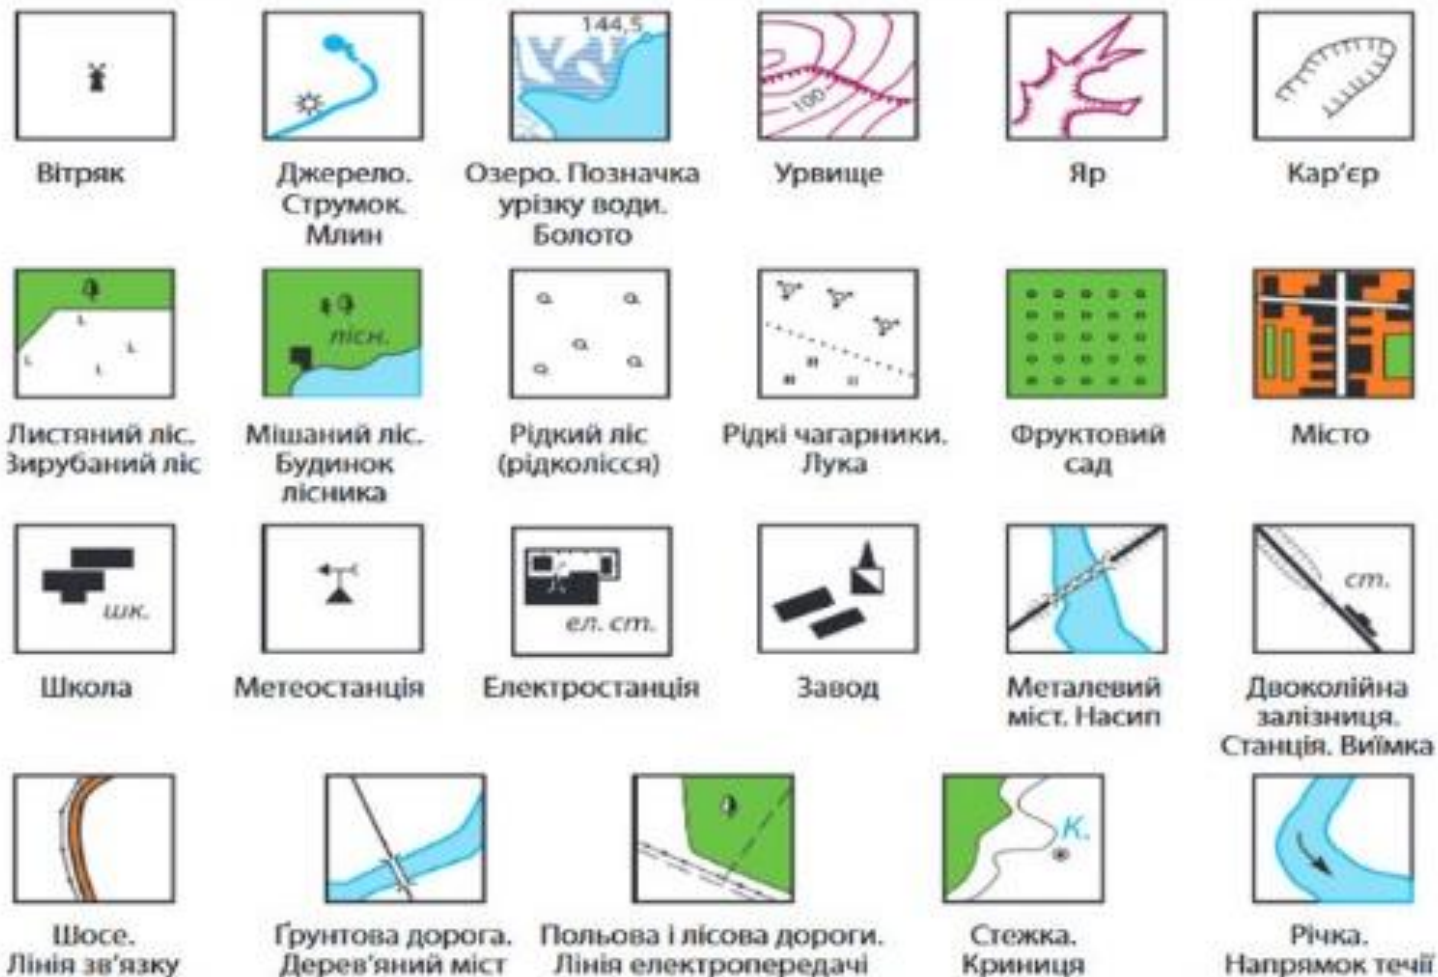 144,5
100
Вітряк
Джерело.
Струмок.
Млин
Озеро. Позначка
урізку води.
Болото
Урвище
Яр
Кар'єр
лісн.
Листяний ліс.
Вирубаний ліс
Мішаний ліс.
Будинок
лісника
Рідкий ліс
(рідколісся)
Рідкі чагарники.
Лука
Фруктовий
сад
Місто
шк.
ел. ст.
ст.
Школа
Метеостанція
Електростанція
Завод
Металевий
міст. Насип
Двоколійна
залізниця.
Станція. Виїмка
К.
Шосе.
Лінія зв'язку
Ґрунтова дорога.
Дерев'яний міст
Польова і лісова дороги.
Лінія електропередачі
Стежка.
Криниця
Річка.
Напрямок течії